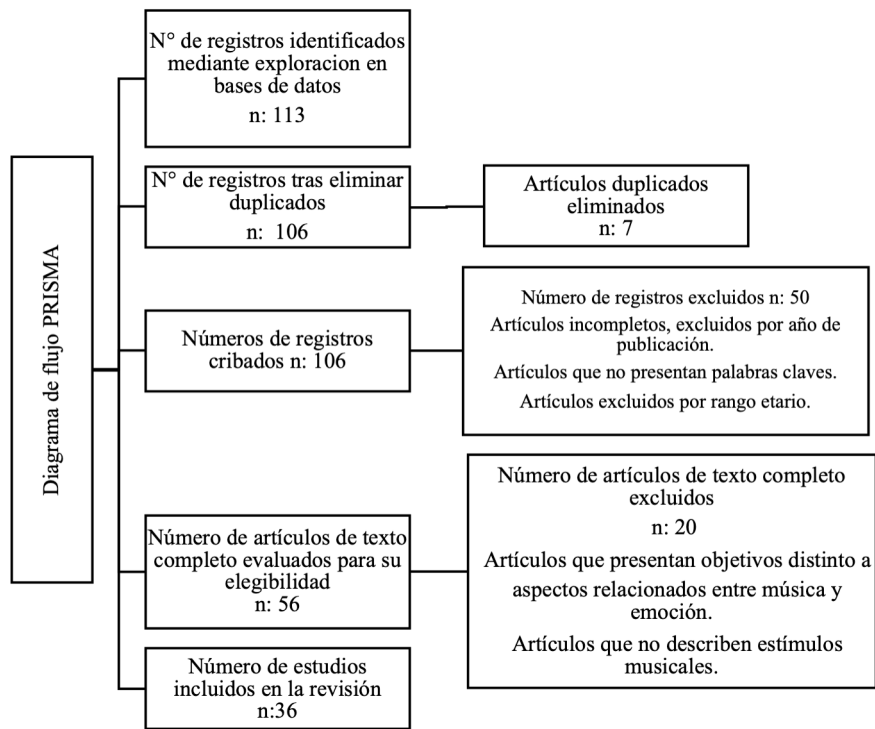 Diagrama de flujo PRISMA
N° de registros identificados
mediante exploracion en
bases de datos
n: 113
N° de registros tras eliminar
duplicados
n: 106
Artículos duplicados
eliminados
n: 7
Números de registros
cribados n: 106
Número de registros excluidos n: 50
Artículos incompletos, excluidos por año de
publicación.
Artículos que no presentan palabras claves.
Artículos excluidos por rango etario.
Número de artículos de texto
completo evaluados para su
elegibilidad
n: 56
Número de artículos de texto completo
excluidos
n: 20
Artículos que presentan objetivos distinto a
aspectos relacionados entre música y
emoción.
Artículos que no describen estímulos
musicales.
Número de estudios
incluidos en la revisión
n:36